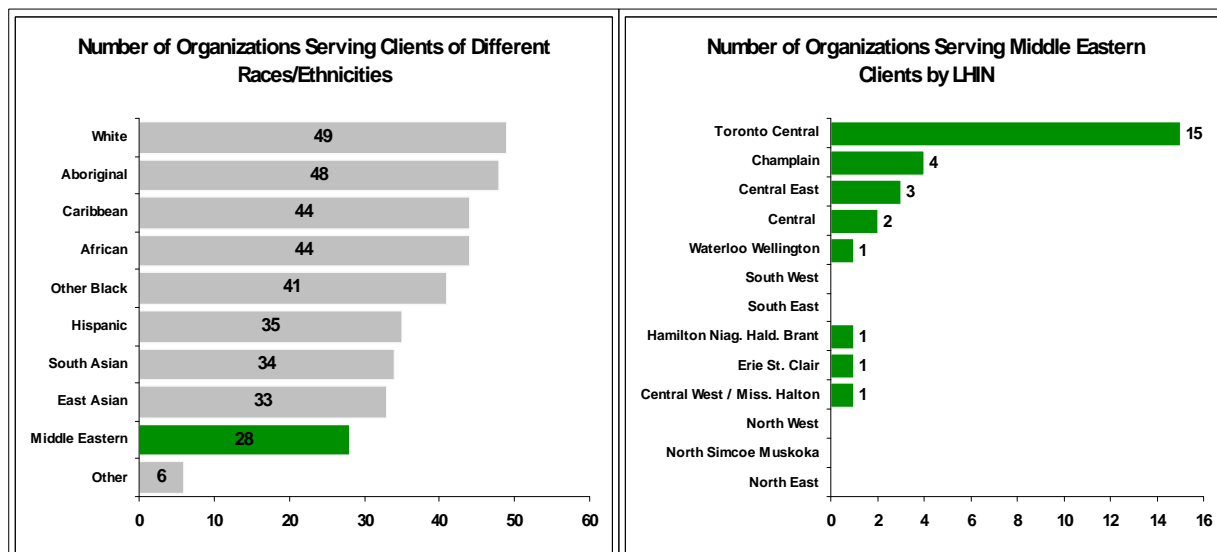 Number of Organizations Serving Clients of Different
Races/Ethnicities
White 49
Aboriginal 48
Caribbean 44
African 44
Other Black 41
Hispanic 35
South Asian 34
East Asian 33
Middle Eastern 28
Other 6
0 10 20 30 40 50 60
Number of Organizations Serving Middle Eastern
Clients by LHIN
Toronto Central 15
Champlain 4
Central East 3
Central 2
Waterloo Wellington 1
South West
South East
Hamilton Niag. Hald. Brant 1
Erie St. Clair 1
Central West / Miss. Halton 1
North West
North Simcoe Muskoka
North East
0 2 4 6 8 10 12 14 16